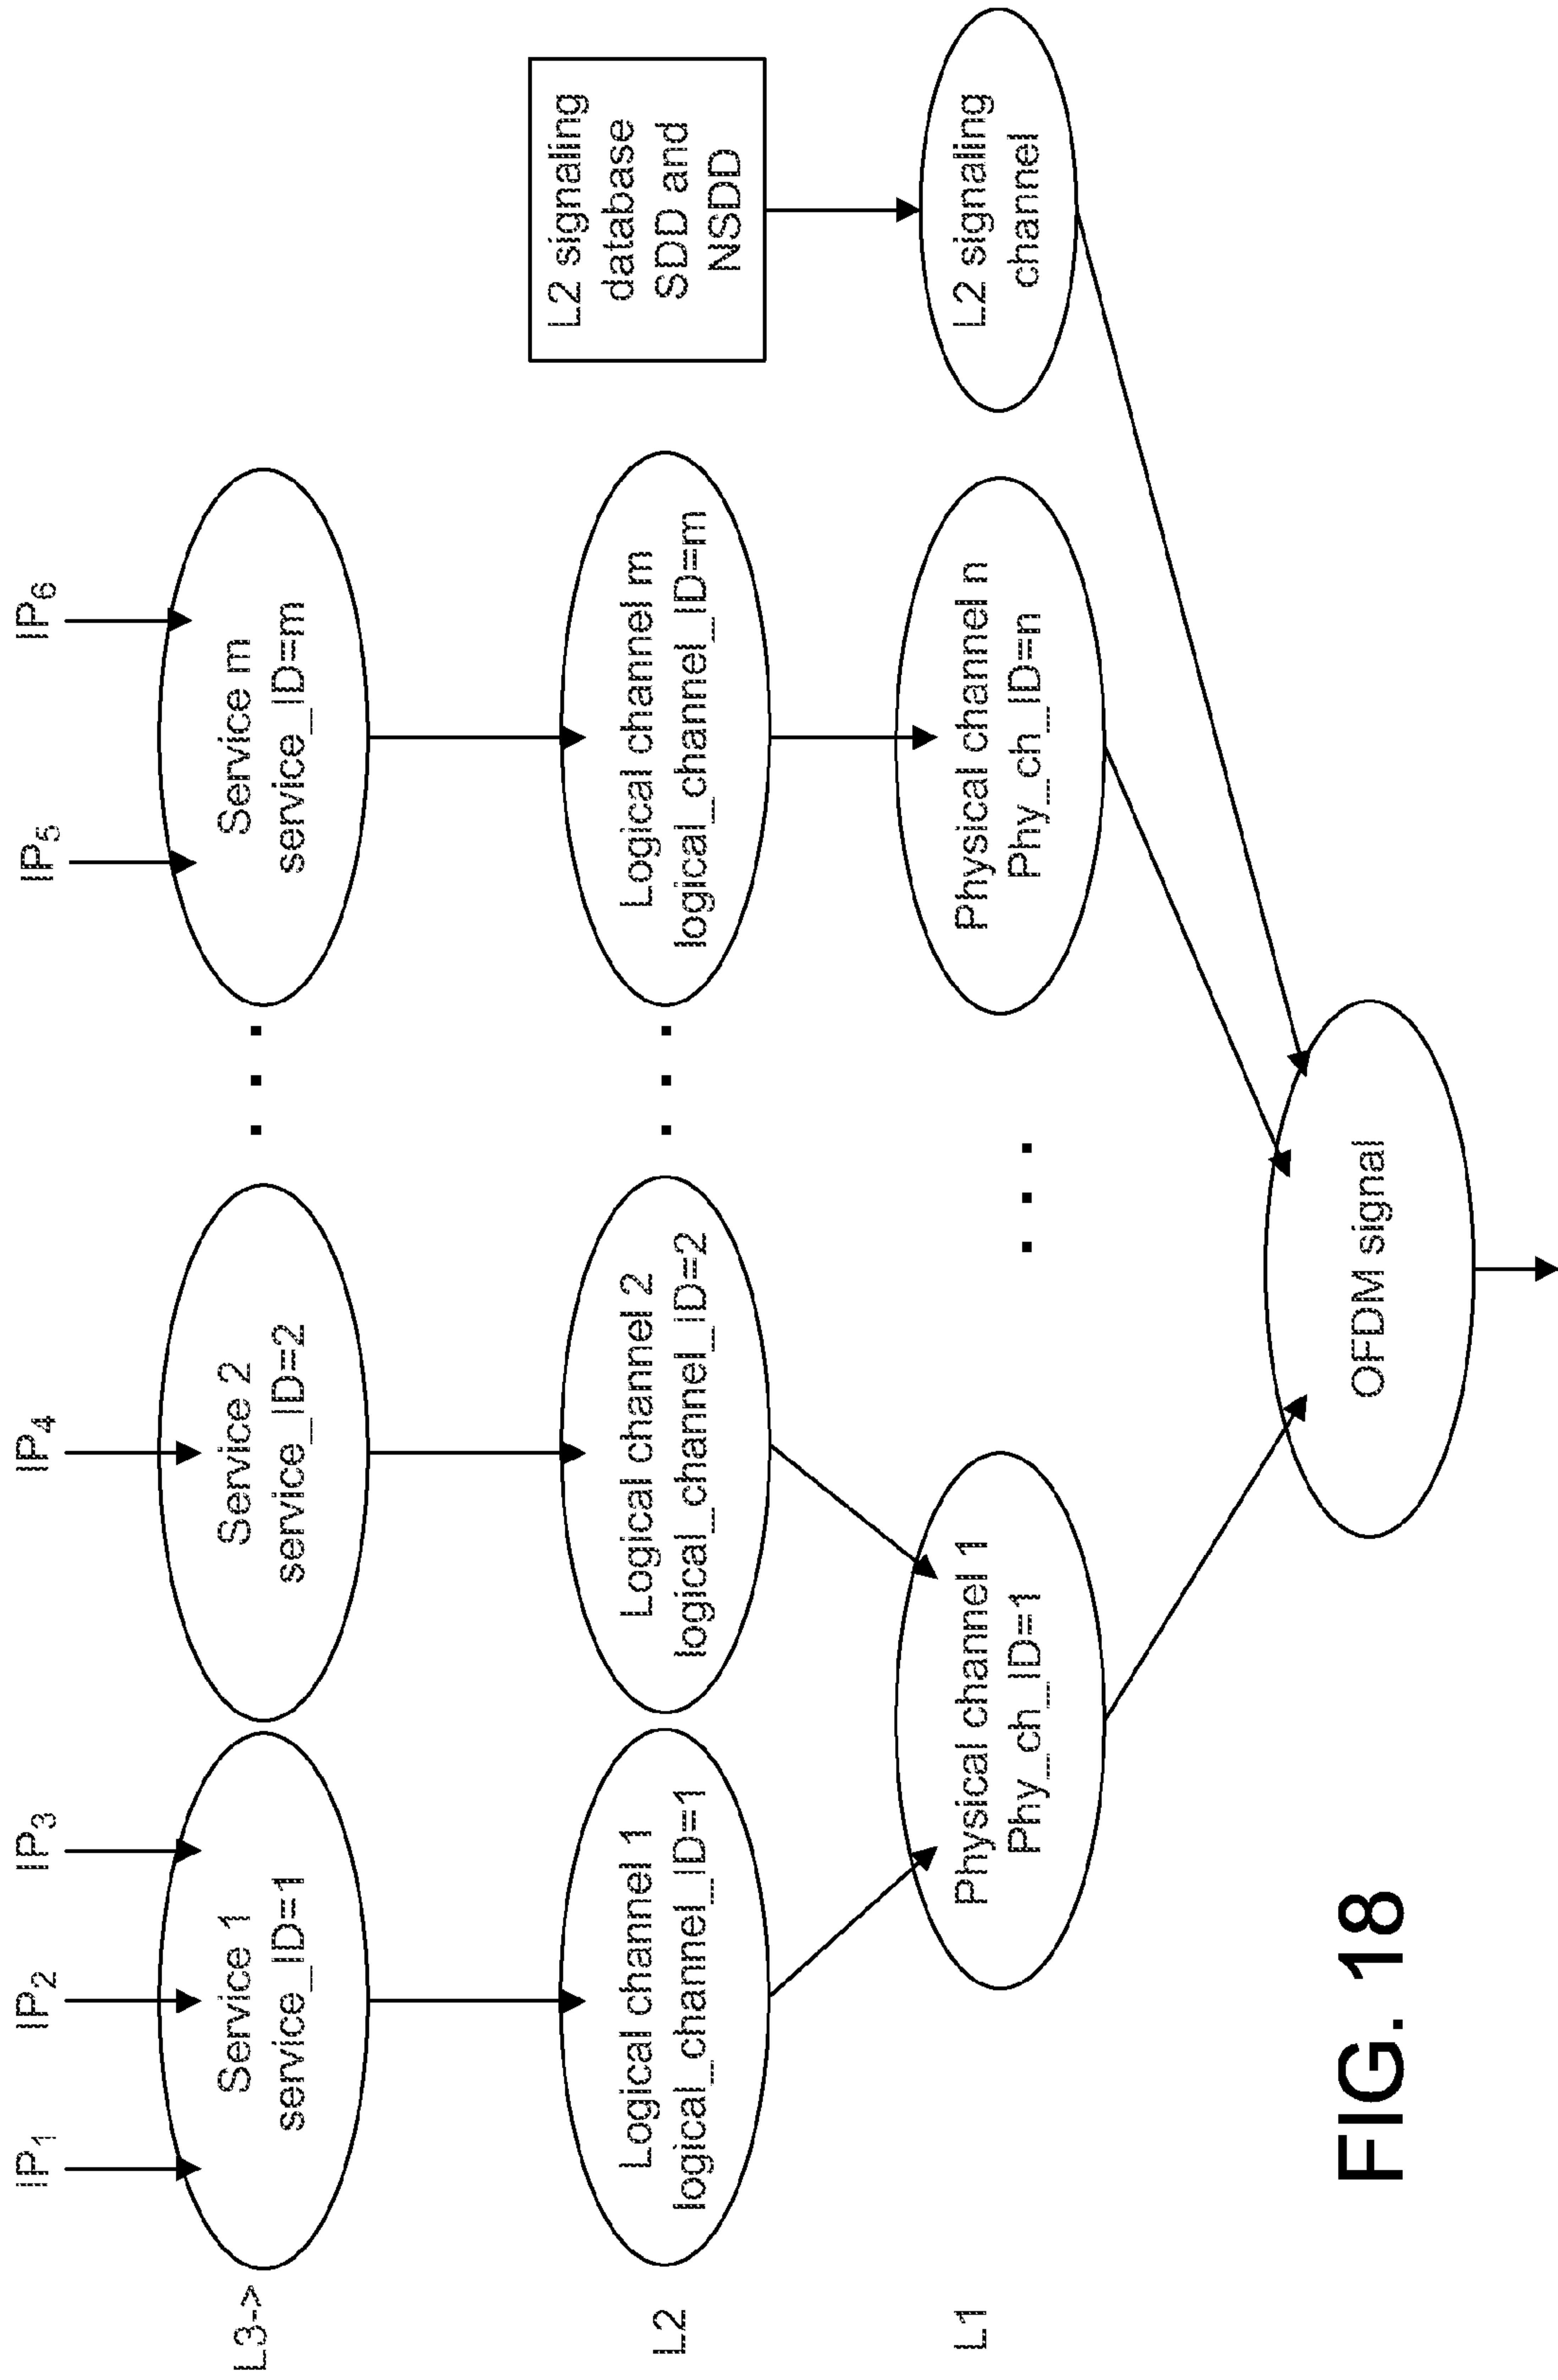 IP1
IP2
IP3
IP4
IP5
IP6
L3->
Service 1
service_ID=1
Service 2
service_ID=2
. . .
Service m
service_ID=m
L2
Logical channel 1
logical_channel_ID=1
Logical channel 2
logical_channel_ID=2
. . .
Logical channel m
logical_channel_ID=m
L2 signaling
database
SDD and
NSDD
L1
Physical channel 1
Phy_ch_ID=1
. . .
Physical channel n
Phy_ch_ID=n
L2 signaling
channel
OFDM signal
FIG. 18